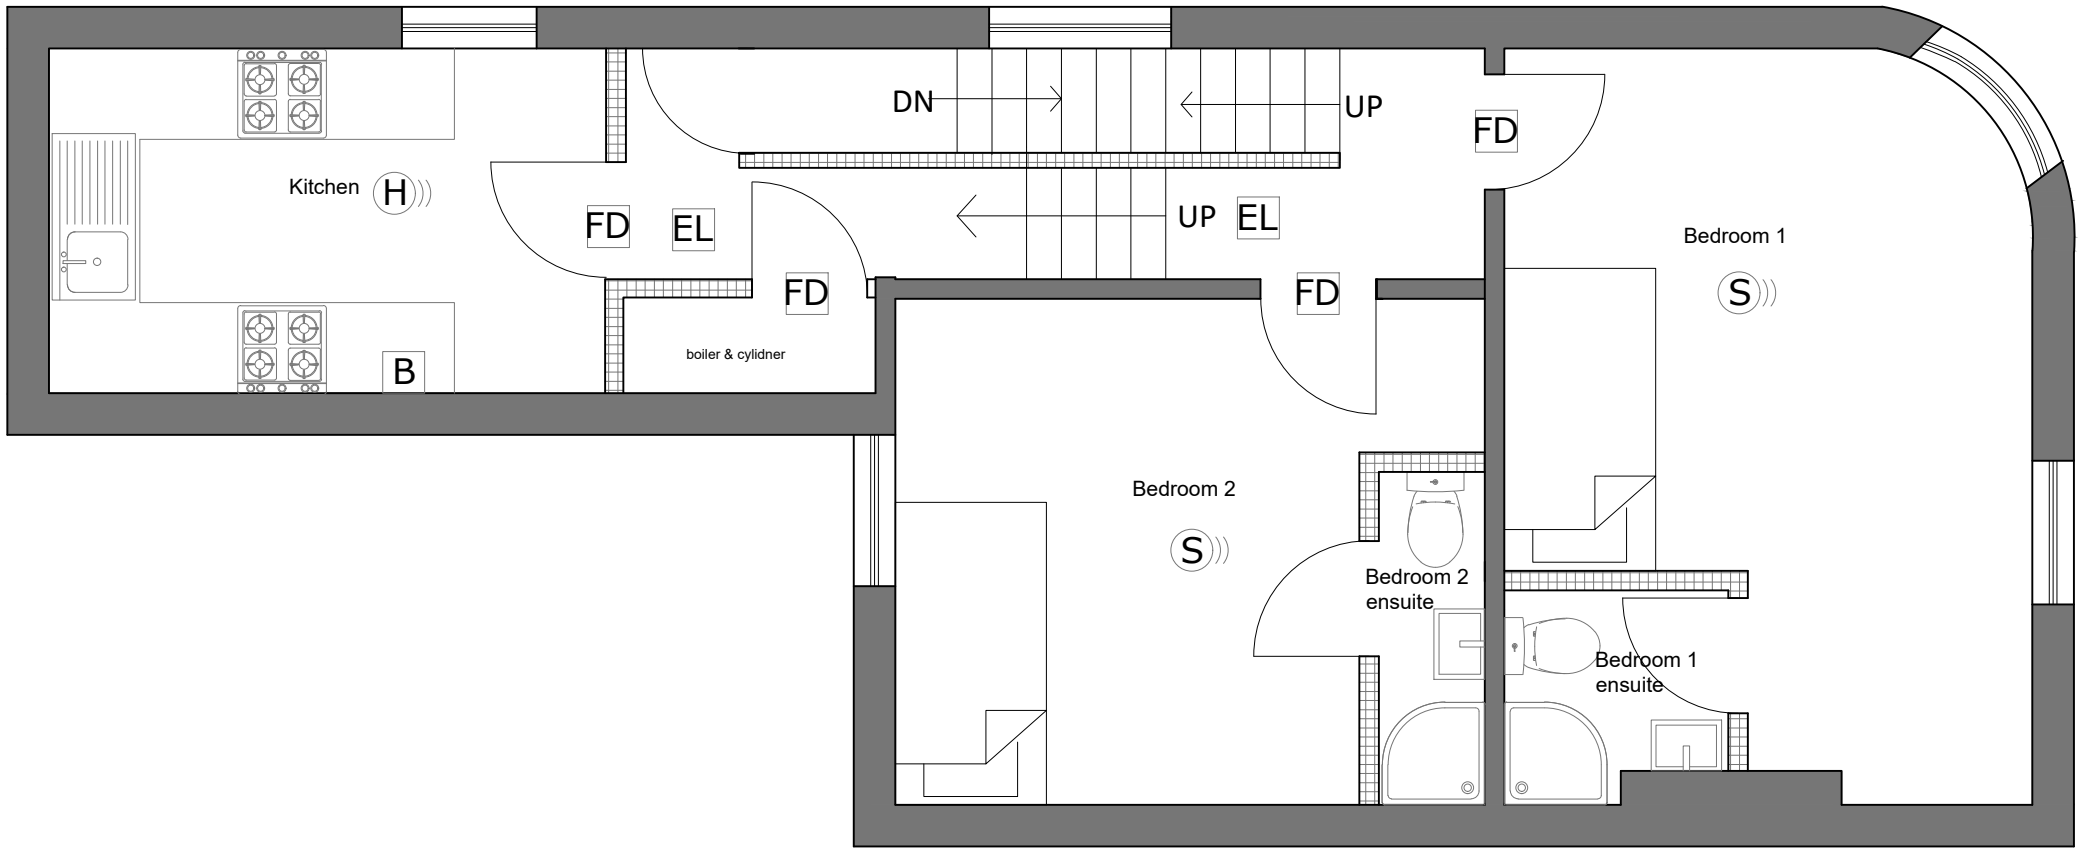 DN
UP
FD
Kitchen
H
FD
EL
UP
EL
Bedroom 1
S
FD
FD
boiler & cylidner
B
Bedroom 2
S
Bedroom 2
ensuite
Bedroom 1
ensuite